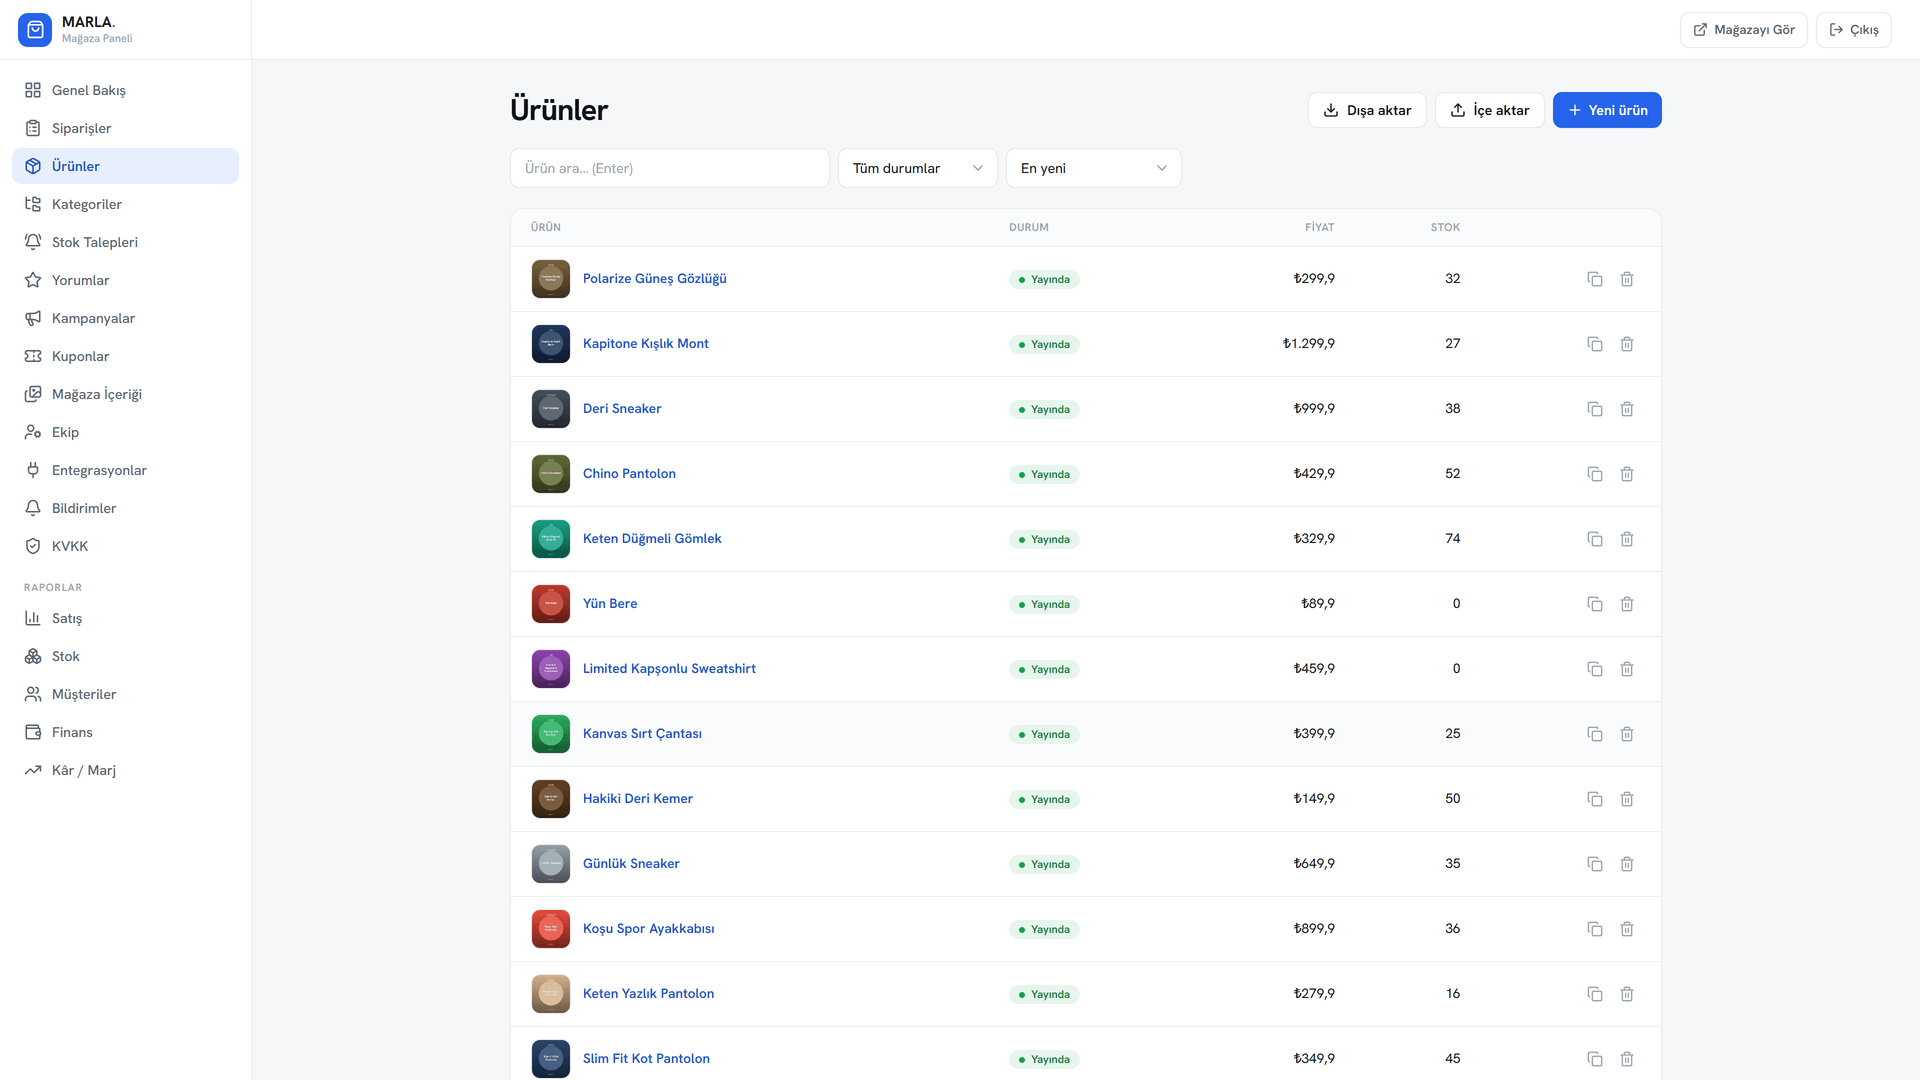 MARLA.
Mağaza Paneli
Mağazayı Gör
Çıkış
Genel Bakış
Siparişler
Ürünler
Kategoriler
Stok Talepleri
Yorumlar
Kampanyalar
Kuponlar
Mağaza İçeriği
Ekip
Entegrasyonlar
Bildirimler
KVKK
RAPORLAR
Satış
Stok
Müşteriler
Finans
Kâr / Marj
Ürünler
Dışa aktar
İçe aktar
Yeni ürün
Ürün ara... (Enter)
Tüm durumlar
En yeni
ÜRÜN DURUM FİYAT STOK
Polarize Güneş Gözlüğü Yayında ₺299,9 32
Kapitone Kışlık Mont Yayında ₺1.299,9 27
Deri Sneaker Yayında ₺999,9 38
Chino Pantolon Yayında ₺429,9 52
Keten Düğmeli Gömlek Yayında ₺329,9 74
Yün Bere Yayında ₺89,9 0
Limited Kapşonlu Sweatshirt Yayında ₺459,9 0
Kanvas Sırt Çantası Yayında ₺399,9 25
Hakiki Deri Kemer Yayında ₺149,9 50
Günlük Sneaker Yayında ₺649,9 35
Koşu Spor Ayakkabısı Yayında ₺899,9 36
Keten Yazlık Pantolon Yayında ₺279,9 16
Slim Fit Kot Pantolon Yayında ₺349,9 45